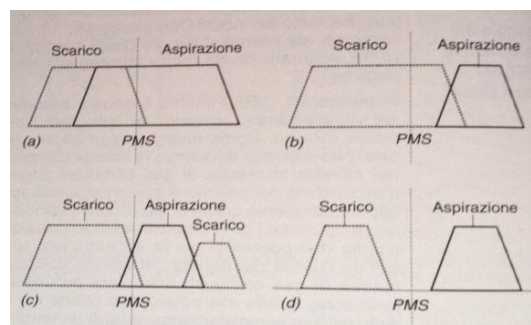 Scarico Aspirazione
(a) PMS
Scarico Aspirazione
(b) PMS
Scarico Aspirazione Scarico
(c) PMS
Scarico Aspirazione
(d) PMS